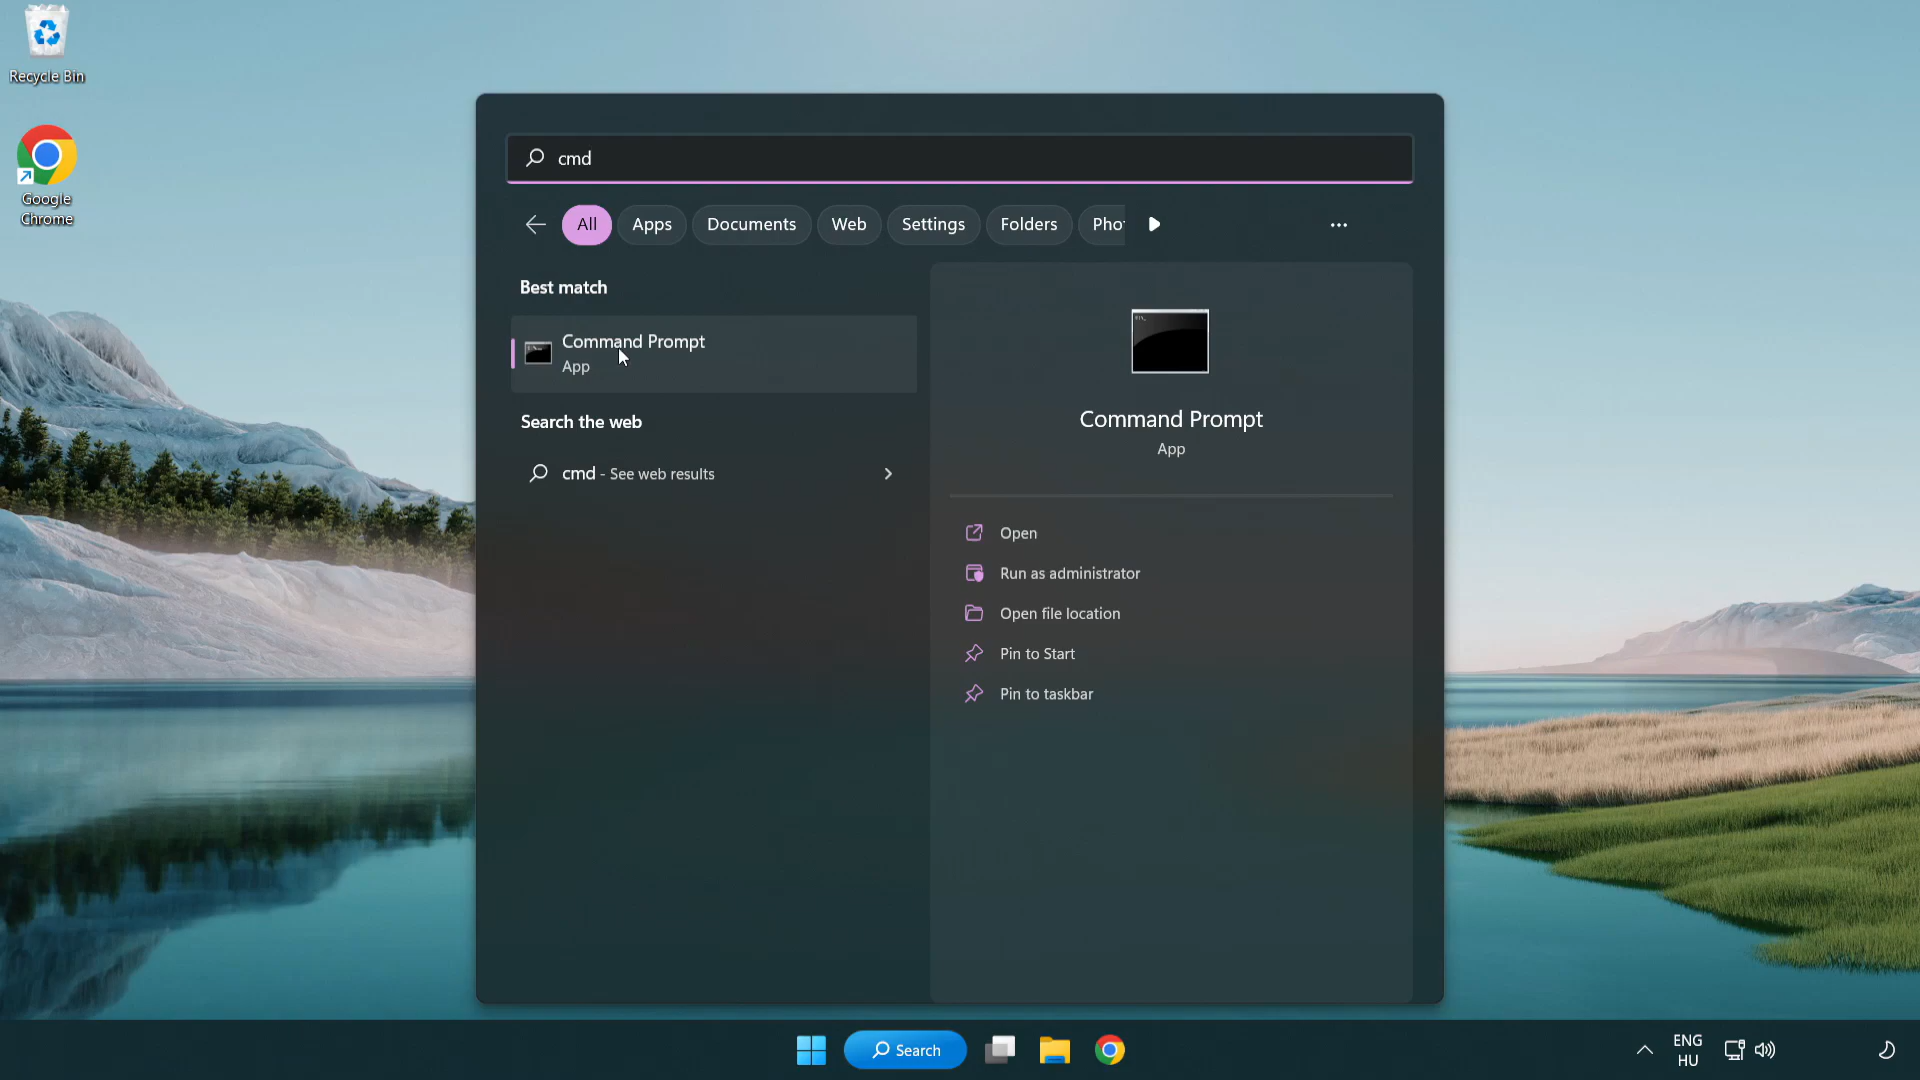 Recycle Bin
Google
Chrome
cmd
All
Apps
Documents
Web
Settings
Folders
Pho
Best match
Command Prompt
App
Search the web
cmd - See web results
Command Prompt
App
Open
Run as administrator
Open file location
Pin to Start
Pin to taskbar
Search
ENG
HU